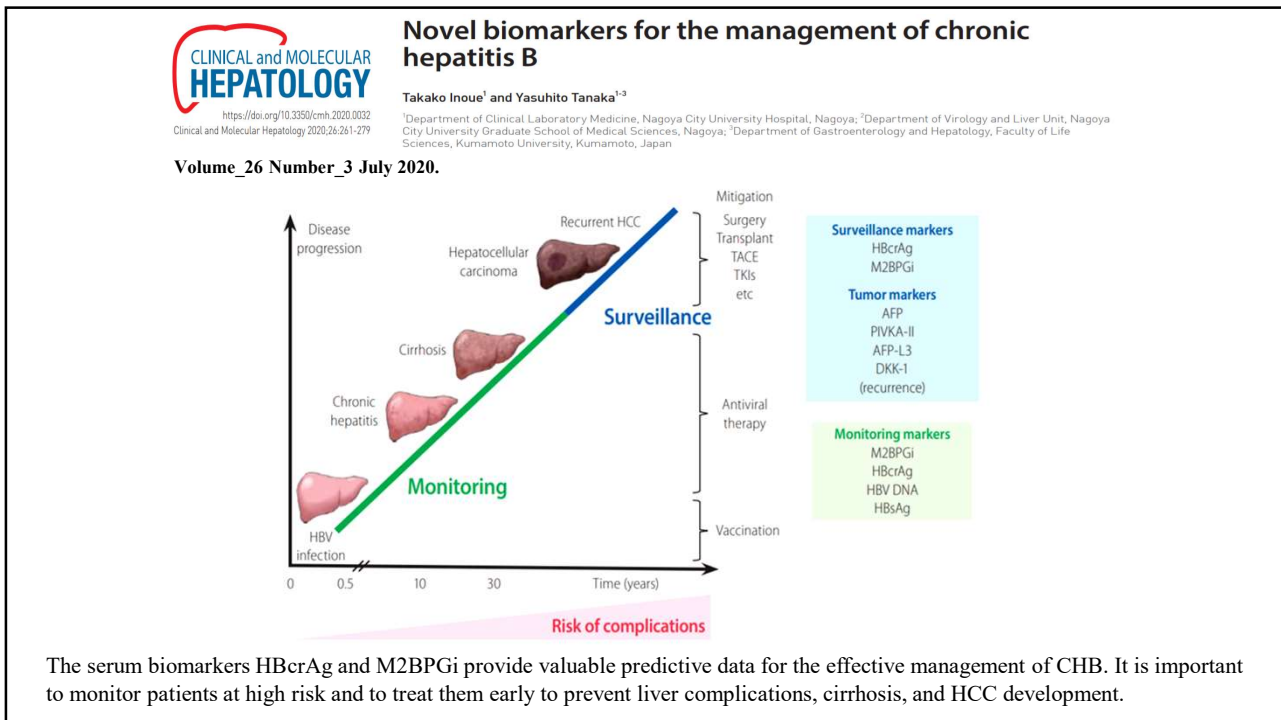 CLINICAL and MOLECULAR
HEPATOLOGY
https://doi.org/10.3350/cmh.2020.0032
Clinical and Molecular Hepatology 2020;26:261-279
Novel biomarkers for the management of chronic
hepatitis B
Takako Inoue¹ and Yasuhito Tanaka¹⁻³
¹Department of Clinical Laboratory Medicine, Nagoya City University Hospital, Nagoya; ²Department of Virology and Liver Unit, Nagoya
City University Graduate School of Medical Sciences, Nagoya; ³Department of Gastroenterology and Hepatology, Faculty of Life
Sciences, Kumamoto University, Kumamoto, Japan
Volume_26 Number_3 July 2020.
Disease
progression
Recurrent HCC
Hepatocellular
carcinoma
Cirrhosis
Chronic
hepatitis
HBV
infection
Surveillance
Monitoring
Mitigation
Surgery
Transplant
TACE
TKIs
etc
Antiviral
therapy
Vaccination
0
0.5
10
30
Time (years)
Risk of complications
Surveillance markers
HBcrAg
M2BPGi
Tumor markers
AFP
PIVKA-II
AFP-L3
DKK-1
(recurrence)
Monitoring markers
M2BPGi
HBcrAg
HBV DNA
HBsAg
The serum biomarkers HBcrAg and M2BPGi provide valuable predictive data for the effective management of CHB. It is important
to monitor patients at high risk and to treat them early to prevent liver complications, cirrhosis, and HCC development.